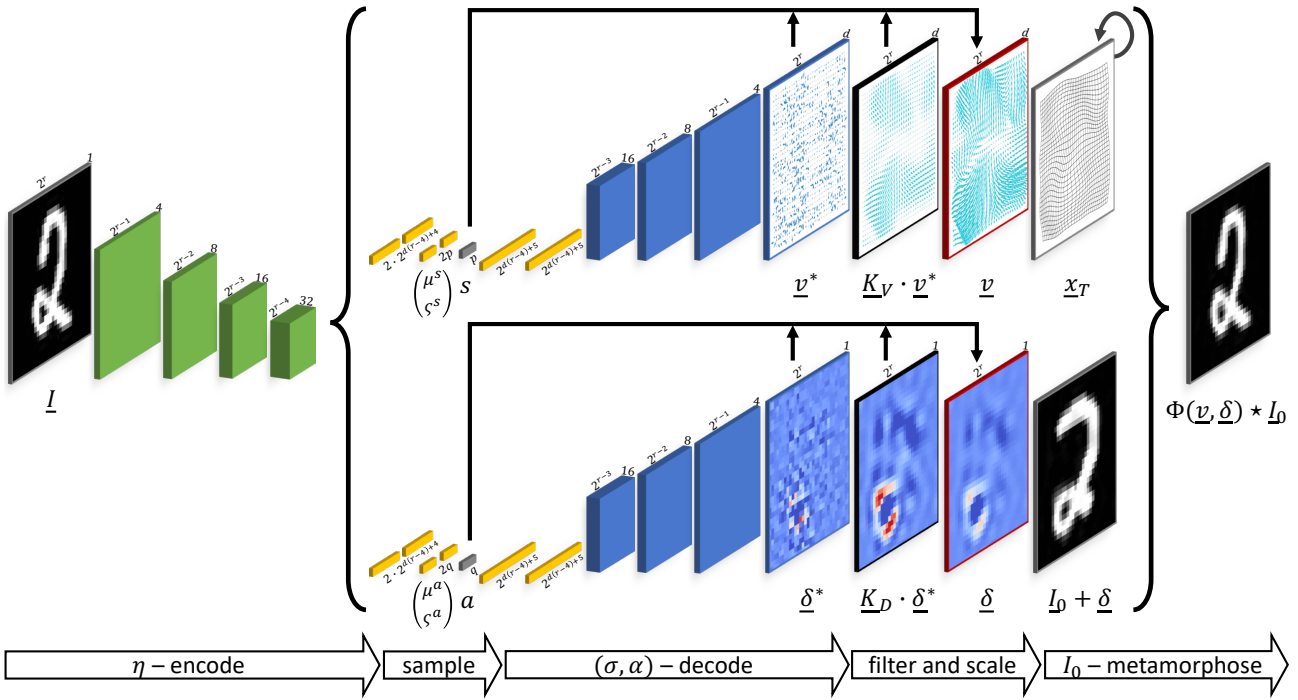 1
2^r
I
2^{r-1}
4
2^{r-2}
8
2^{r-3}
16
2^{r-4}
32
2 · 2^{d(r-4)+4}
2p
p
2^{d(r-4)+5}
2^{d(r-4)+5}
(μ^s
ς^s) s
2^{r-3}
16
2^{r-2}
8
2^{r-1}
4
2^r
d
v*
2^r
d
K_V · v*
2^r
d
v
x_T
2 · 2^{d(r-4)+4}
2q
q
2^{d(r-4)+5}
2^{d(r-4)+5}
(μ^a
ς^a) a
2^{r-3}
16
2^{r-2}
8
2^{r-1}
4
2^r
1
δ*
2^r
1
K_D · δ*
2^r
1
δ
I_0 + δ
Φ(v, δ) ⋆ I_0
η – encode
sample
(σ, α) – decode
filter and scale
I_0 – metamorphose